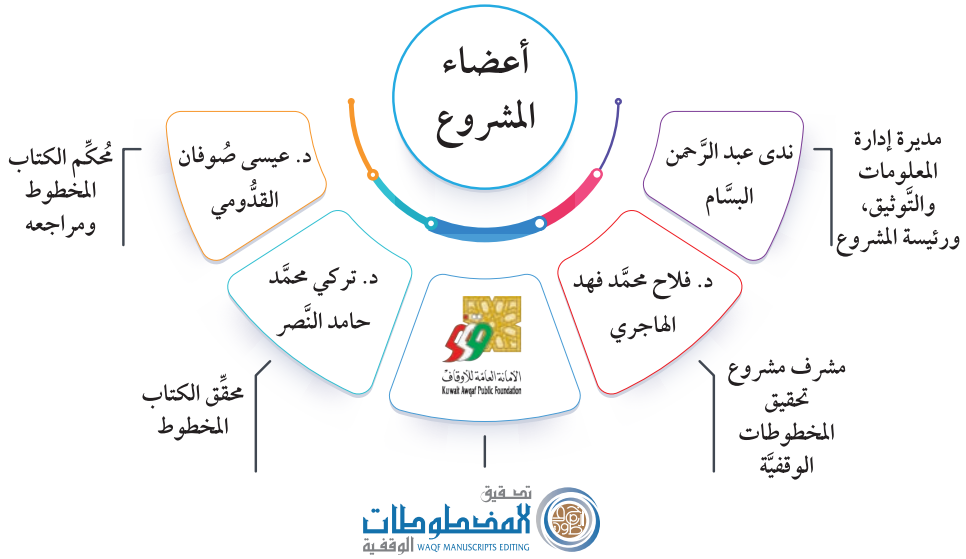 أعضاء
المشروع
ندى عبد الرَّحمن
البسَّام
مديرة إدارة
المعلومات
والتَّوثيق،
ورئيسة المشروع
د. فلاح محمَّد فهد
الهاجري
مشرف مشروع
تحقيق
المخطوطات
الوقفيَّة
الأمانة العامة للأوقاف
Kuwait Awqaf Public Foundation
تحقيق
المخطوطات
الوقفية WAQF MANUSCRIPTS EDITING
د. تركي محمَّد
حامد النَّصر
محقِّق الكتاب
المخطوط
د. عيسى صُوفان
القدُّومي
مُحكِّم الكتاب
المخطوط
ومراجعه